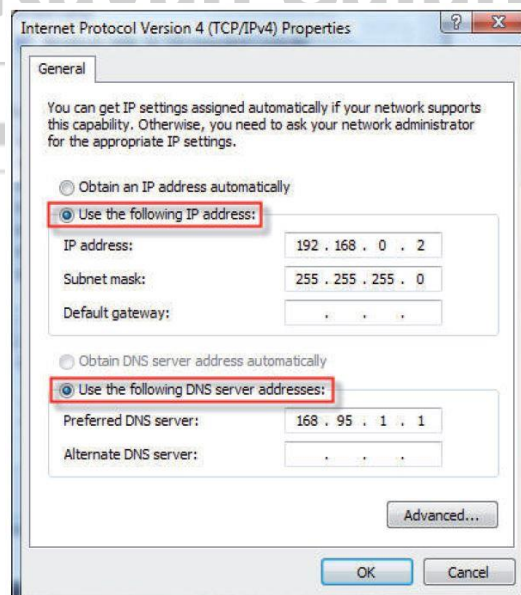 Internet Protocol Version 4 (TCP/IPv4) Properties
General
You can get IP settings assigned automatically if your network supports
this capability. Otherwise, you need to ask your network administrator
for the appropriate IP settings.
Obtain an IP address automatically
Use the following IP address:
IP address: 192 . 168 . 0 . 2
Subnet mask: 255 . 255 . 255 . 0
Default gateway: . . .
Obtain DNS server address automatically
Use the following DNS server addresses:
Preferred DNS server: 168 . 95 . 1 . 1
Alternate DNS server: . . .
Advanced...
OK Cancel